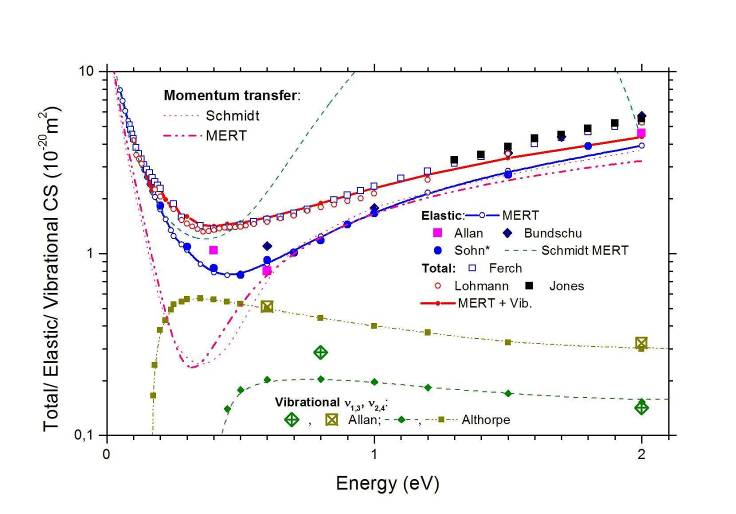 Total/ Elastic/ Vibrational CS (10⁻²⁰m²)
10
1
0,1
Momentum transfer:
Schmidt
MERT
Elastic: MERT
Allan Bundschu
Sohn* Schmidt MERT
Total: Ferch
Lohmann Jones
MERT + Vib.
Vibrational ν1,3, ν2,4:
, Allan; , Althorpe
0 1 2
Energy (eV)